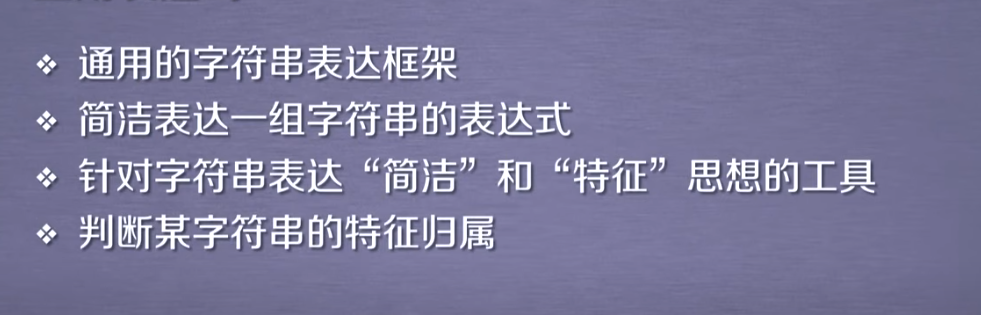 ❖ 通用的字符串表达框架
❖ 简洁表达一组字符串的表达式
❖ 针对字符串表达“简洁”和“特征”思想的工具
❖ 判断某字符串的特征归属